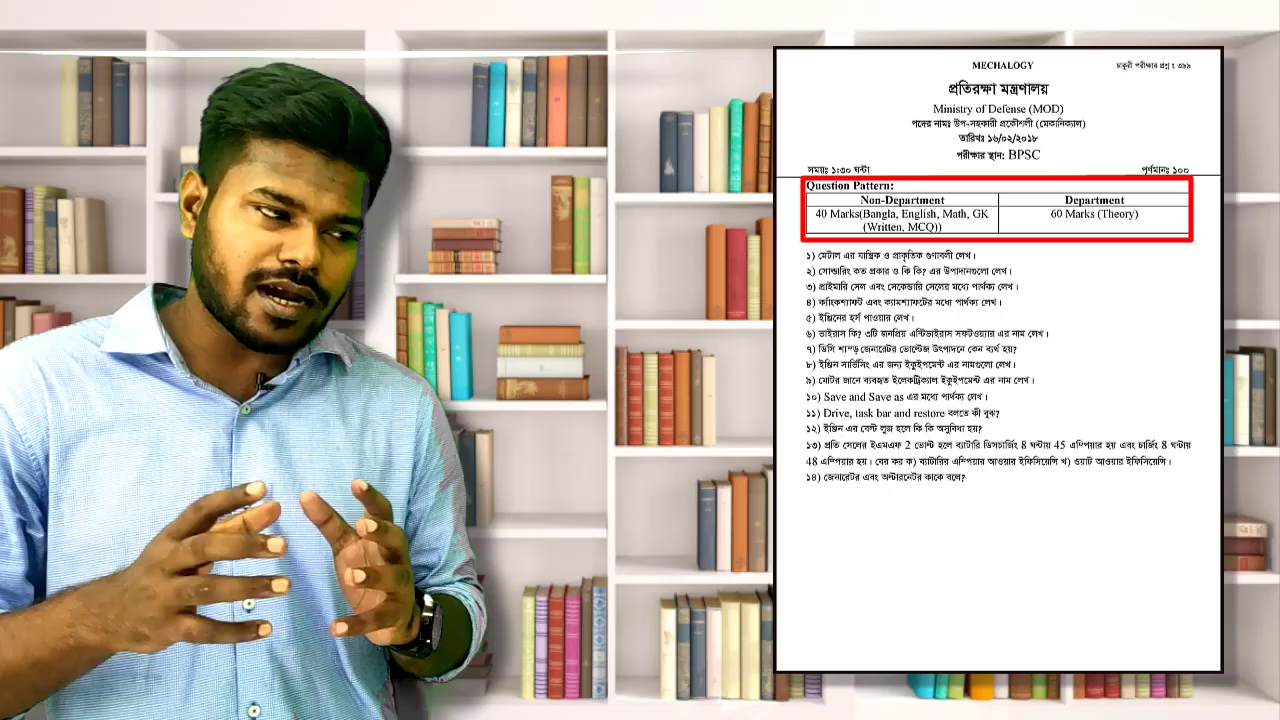 MECHALOGY
চাকুরী পরীক্ষার প্রশ্ন ঃ ৩৯৯
প্রতিরক্ষা মন্ত্রণালয়
Ministry of Defense (MOD)
পদের নামঃ উপ-সহকারী প্রকৌশলী (মেকানিক্যাল)
তারিখঃ ১৬/০২/২০১৮
পরীক্ষার স্থান: BPSC
সময়ঃ ১:৩০ ঘন্টা
পূর্ণমানঃ ১০০
Question Pattern:
Non-Department
Department
40 Marks(Bangla, English, Math, GK
(Written, MCQ))
60 Marks (Theory)
১) মেটাল এর যান্ত্রিক ও প্রাকৃতিক গুণাবলী লেখ।
২) সোল্ডারিং কত প্রকার ও কি কি? এর উপাদানগুলো লেখ।
৩) প্রাইমারি সেল এবং সেকেন্ডারি সেলের মধ্যে পার্থক্য লেখ।
৪) ক্র্যাংকশ্যাফট এবং ক্যামশ্যাফটের মধ্যে পার্থক্য লেখ।
৫) ইঞ্জিনের হর্স পাওয়ার লেখ।
৬) ভাইরাস কি? ৩টি জনপ্রিয় এন্টিভাইরাস সফটওয়্যার এর নাম লেখ।
৭) ডিসি শান্ট জেনারেটর ভোল্টেজ উৎপাদনে কেন ব্যর্থ হয়?
৮) ইঞ্জিন সার্ভিসিং এর জন্য ইকুইপমেন্ট এর নামগুলো লেখ।
৯) মোটর জানে ব্যবহৃত ইলেকট্রিক্যাল ইকুইপমেন্ট এর নাম লেখ।
১০) Save and Save as এর মধ্যে পার্থক্য লেখ।
১১) Drive, task bar and restore বলতে কী বুঝ?
১২) ইঞ্জিন এর বেল্ট লুজ হলে কি কি অসুবিধা হয়?
১৩) প্রতি সেলের ইএমএফ 2 ভোল্ট হলে ব্যাটারি ডিসচার্জিং 8 ঘন্টায় 45 এম্পিয়ার হয় এবং চার্জিং 8 ঘন্টায়
48 এম্পিয়ার হয়। বের কর ক) ব্যাটারির এম্পিয়ার আওয়ার ইফিসিয়েন্সি খ) ওয়াট আওয়ার ইফিসিয়েন্সি।
১৪) জেনারেটর এবং অল্টারনেটর কাকে বলে?